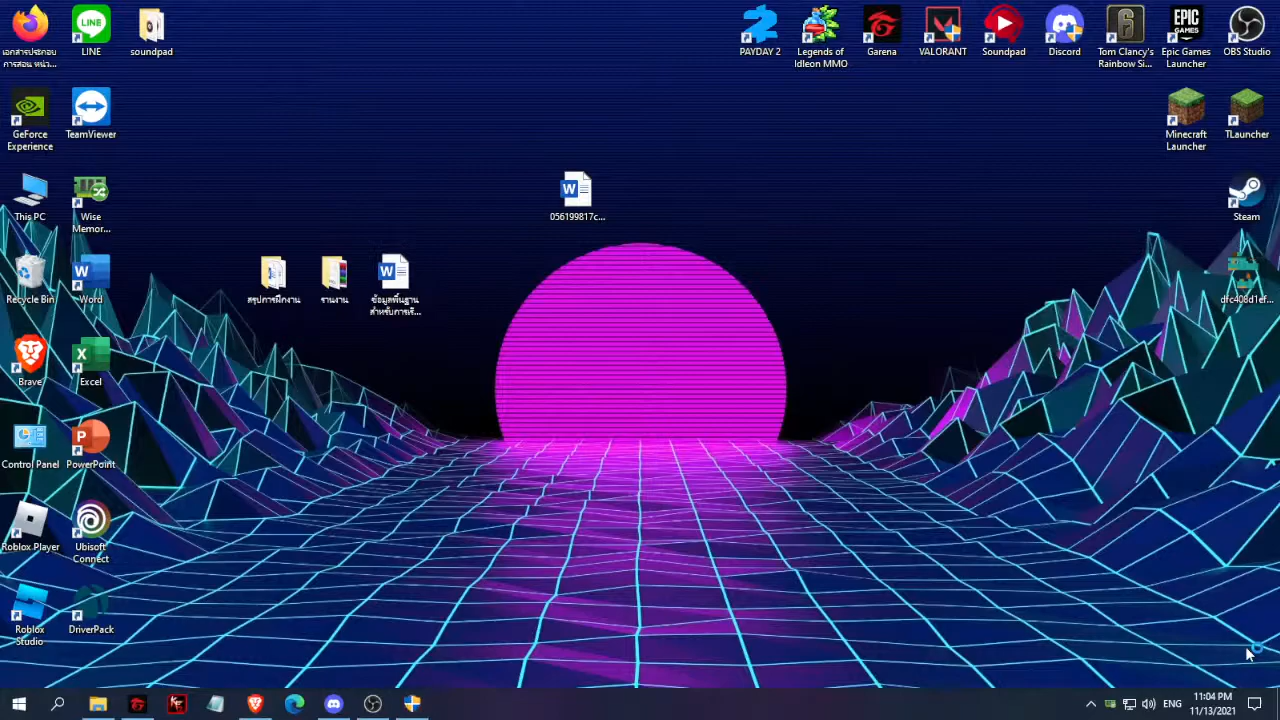 เอกสารประกอบ
การสอน หน่ว...
LINE
soundpad
PAYDAY 2
Legends of
Idleon MMO
Garena
VALORANT
Soundpad
Discord
Tom Clancy's
Rainbow Si...
EPIC
GAMES
Epic Games
Launcher
OBS Studio
GeForce
Experience
TeamViewer
Minecraft
Launcher
TLauncher
This PC
Wise
Memor...
056199817c...
Steam
Recycle Bin
Word
สรุปการฝึกงาน
รายงาน
ข้อมูลพื้นฐาน
สำหรับการเรี...
dfc408d1ef...
Brave
Excel
Control Panel
PowerPoint
Roblox Player
Ubisoft
Connect
Roblox
Studio
DriverPack
ENG
11:04 PM
11/13/2021